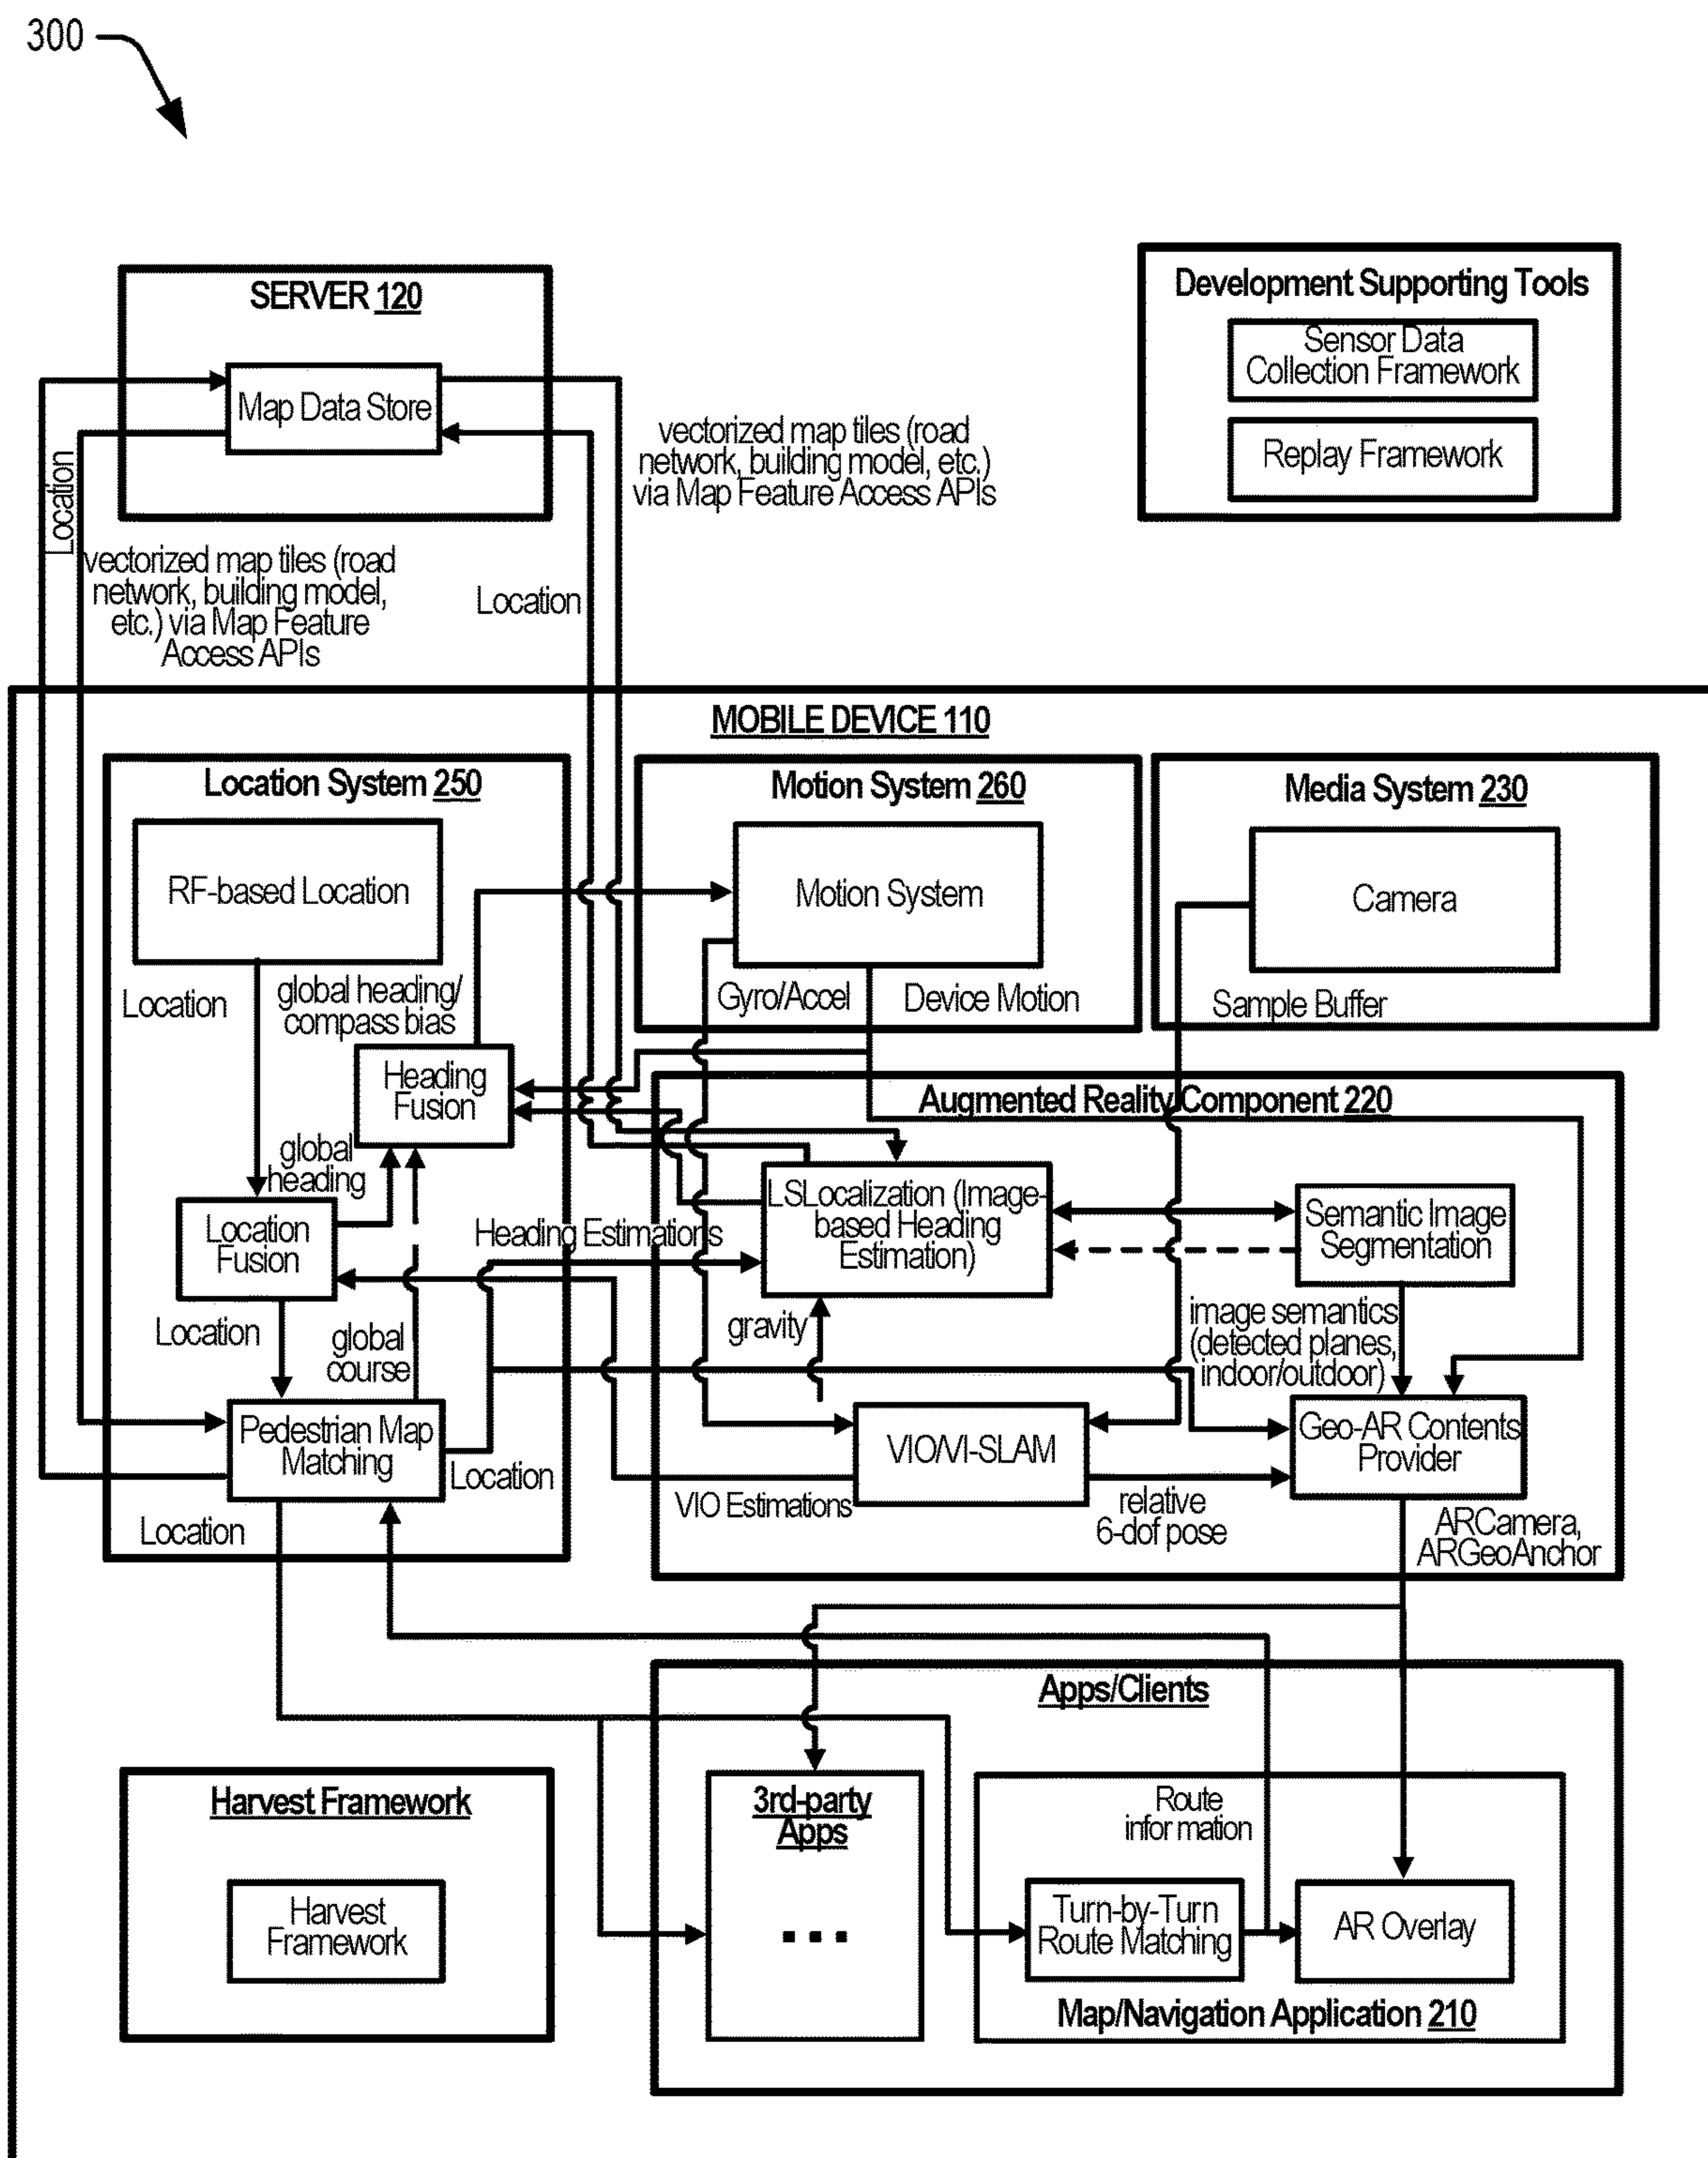 300
SERVER 120
Map Data Store
Location
vectorized map tiles (road
network, building model,
etc.) via Map Feature
Access APIs
Location
vectorized map tiles (road
network, building model, etc.)
via Map Feature Access APIs
Development Supporting Tools
Sensor Data
Collection Framework
Replay Framework
MOBILE DEVICE 110
Location System 250
RF-based Location
Location
global heading/
compass bias
Heading
Fusion
global
heading
Location
Fusion
Location
global
course
Pedestrian Map
Matching
Location
Location
Motion System 260
Motion System
Gyro/Accel
Device Motion
Media System 230
Camera
Sample Buffer
Augmented Reality Component 220
LSLocalization (Image-
based Heading
Estimation)
Heading Estimations
Semantic Image
Segmentation
gravity
image semantics
(detected planes,
indoor/outdoor)
VIO/VI-SLAM
Geo-AR Contents
Provider
VIO Estimations
relative
6-dof pose
ARCamera,
ARGeoAnchor
Apps/Clients
3rd-party
Apps
...
Route
information
Turn-by-Turn
Route Matching
AR Overlay
Map/Navigation Application 210
Harvest Framework
Harvest
Framework